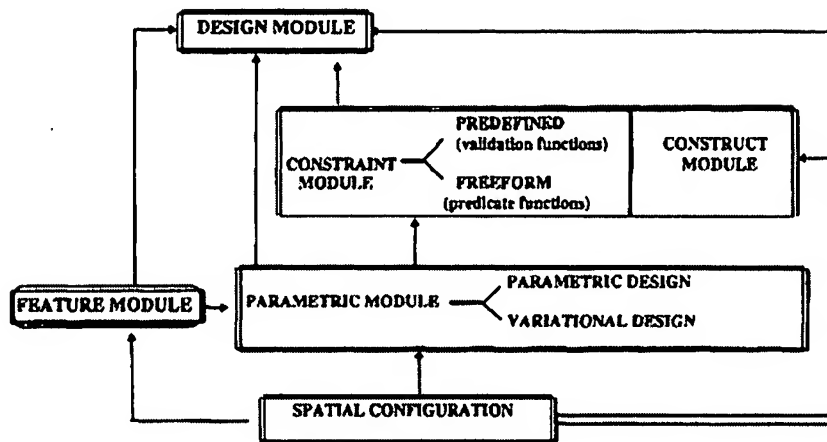 DESIGN MODULE
PREDEFINED
(validation functions)
CONSTRAINT
MODULE
FREEFORM
(predicate functions)
CONSTRUCT
MODULE
FEATURE MODULE
PARAMETRIC MODULE
PARAMETRIC DESIGN
VARIATIONAL DESIGN
SPATIAL CONFIGURATION